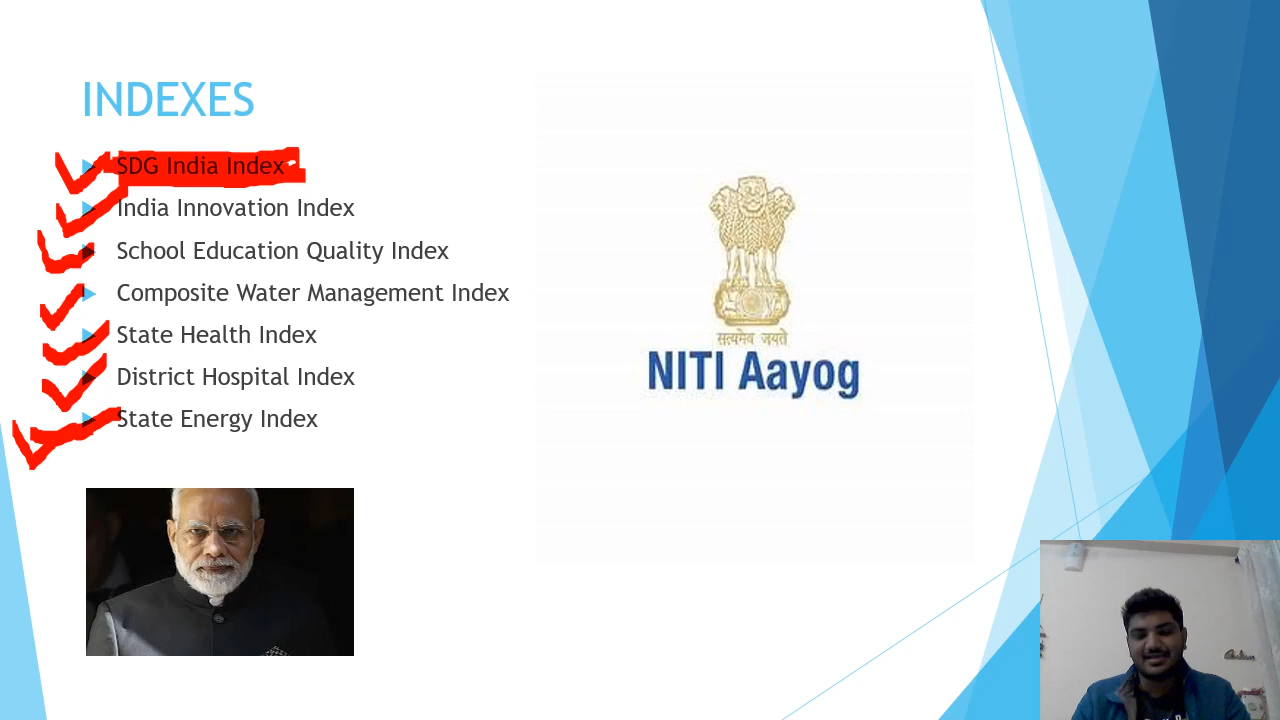 INDEXES
SDG India Index
India Innovation Index
School Education Quality Index
Composite Water Management Index
State Health Index
District Hospital Index
State Energy Index
सत्यमेव जयते
NITI Aayog